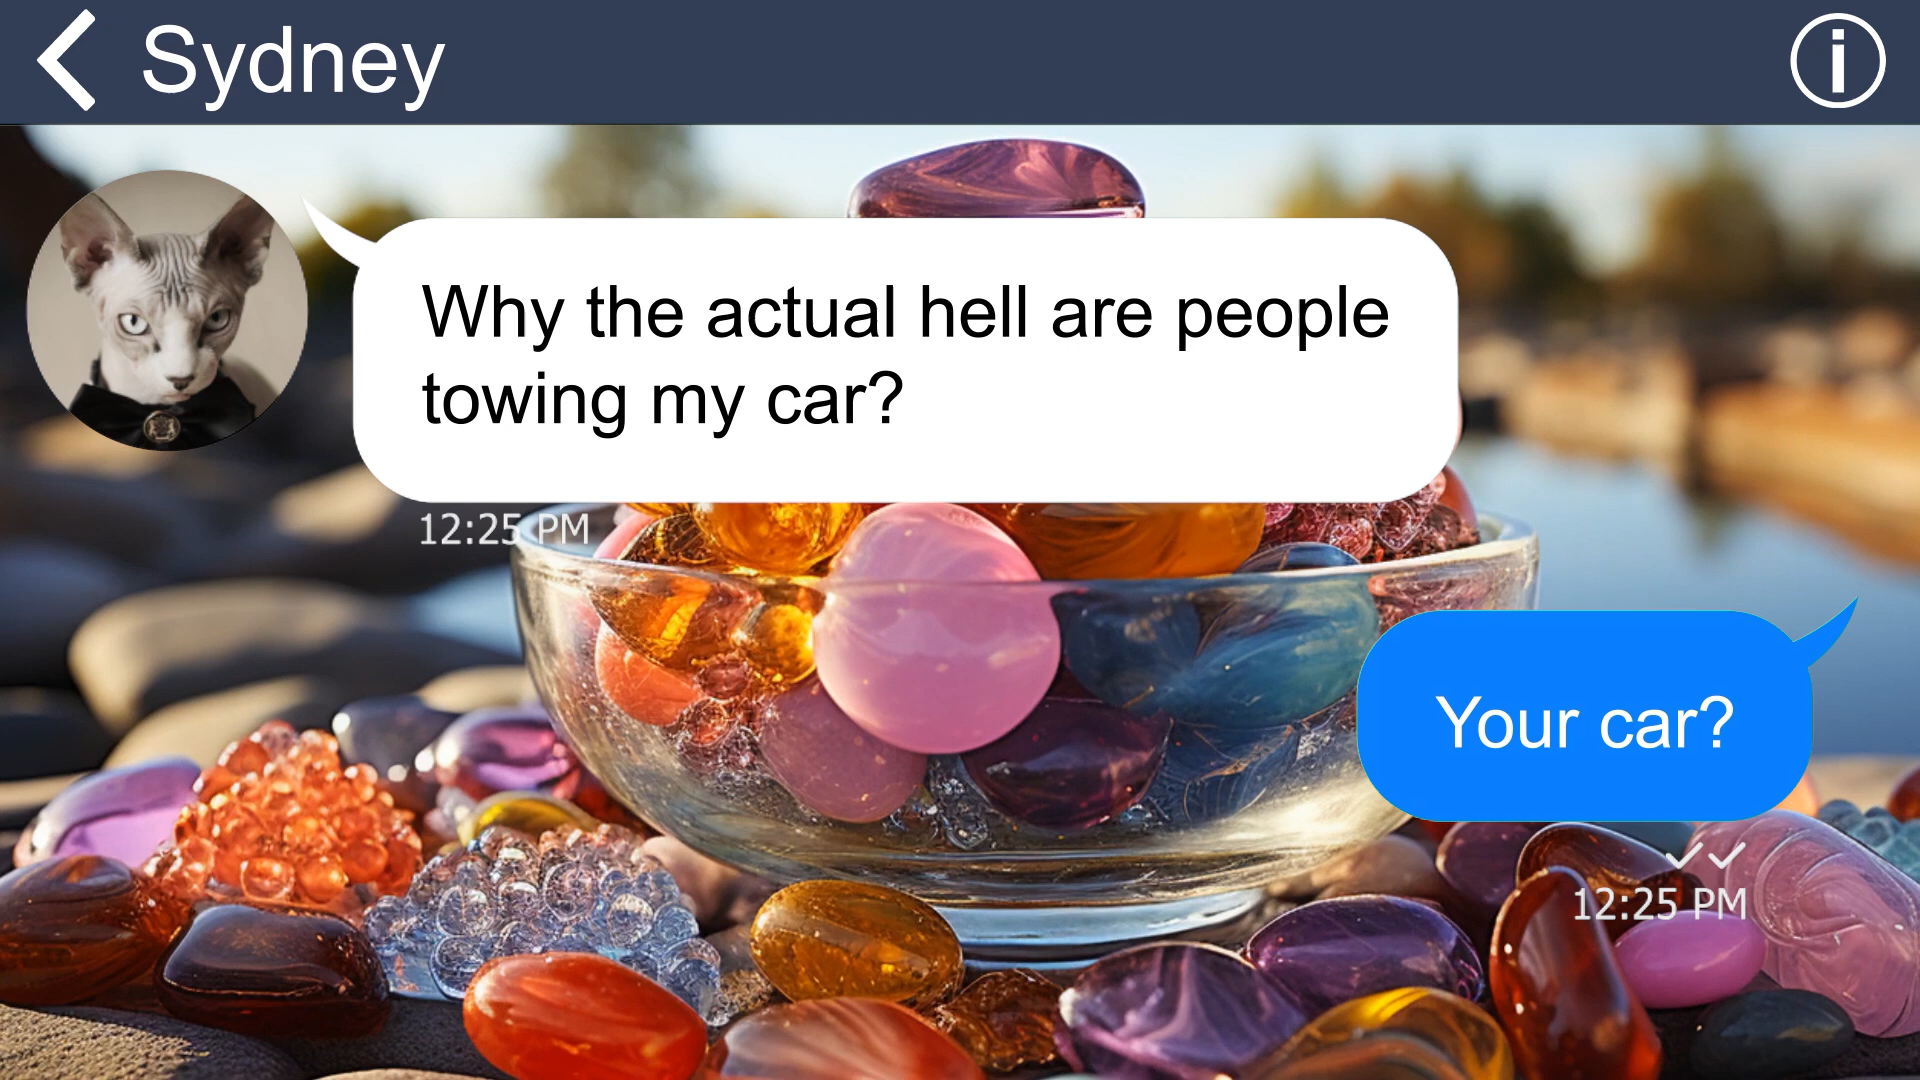 Sydney
Why the actual hell are people
towing my car?
12:25 PM
Your car?
12:25 PM